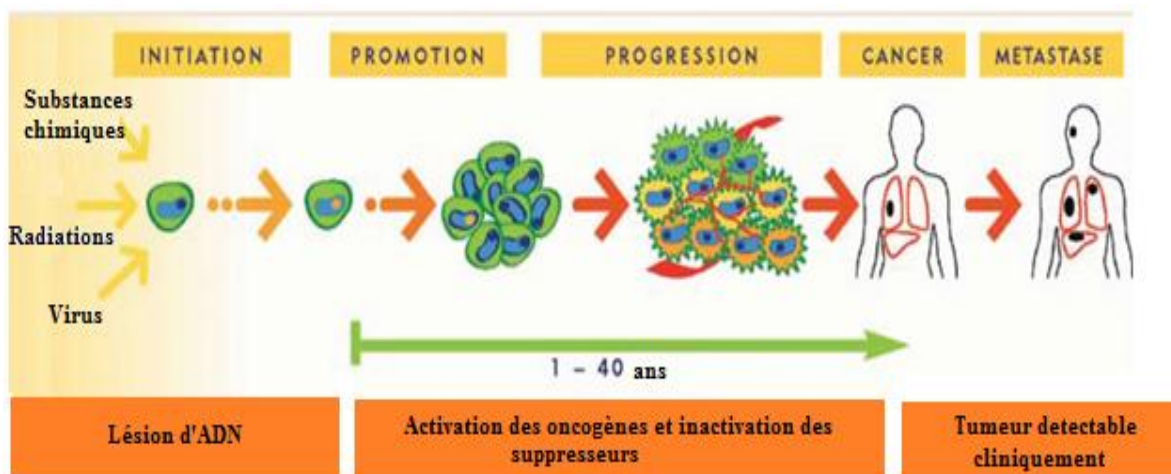 INITIATION
PROMOTION
PROGRESSION
CANCER
METASTASE
Substances
chimiques
Radiations
Virus
1 – 40 ans
Lésion d'ADN
Activation des oncogènes et inactivation des
suppresseurs
Tumeur detectable
cliniquement